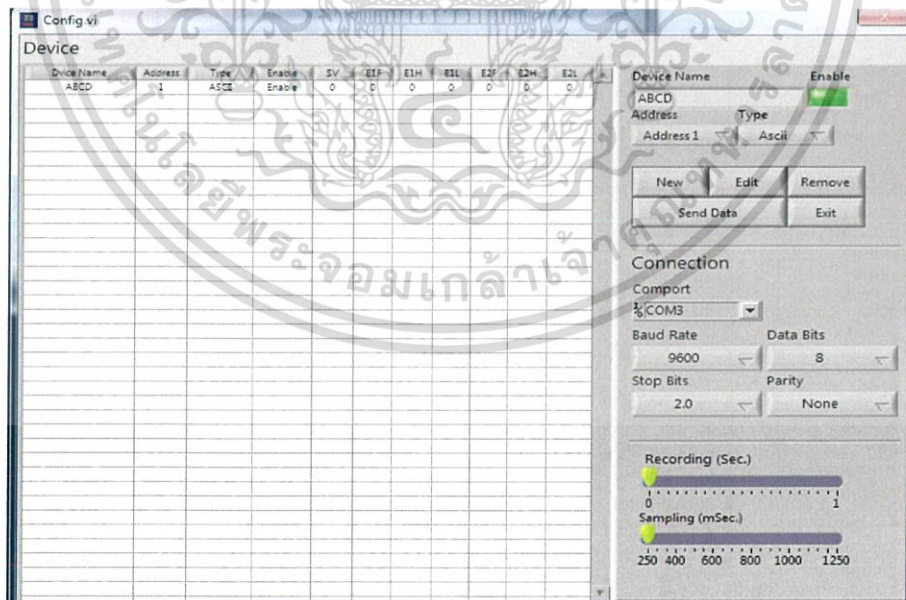 Config.vi
Device
Dvice Name Address Type Enable SV E1F E1H E1L E2F E2H E2L
ABCD 1 ASCII Enable 0 0 0 0 0 0 0
Device Name Enable
ABCD
Address Type
Address 1 Ascii
New Edit Remove
Send Data Exit
Connection
Comport
COM3
Baud Rate Data Bits
9600 8
Stop Bits Parity
2.0 None
Recording (Sec.)
0 1
Sampling (mSec.)
250 400 600 800 1000 1250